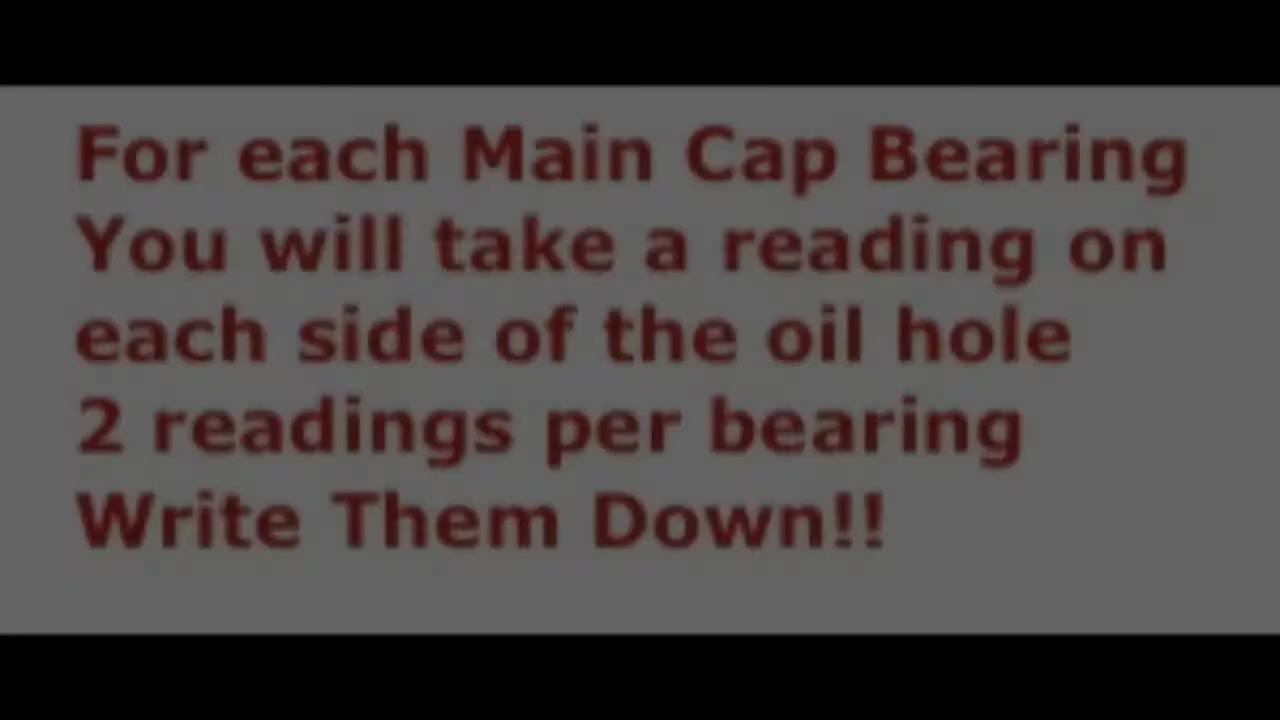 For each Main Cap Bearing
You will take a reading on
each side of the oil hole
2 readings per bearing
Write Them Down!!